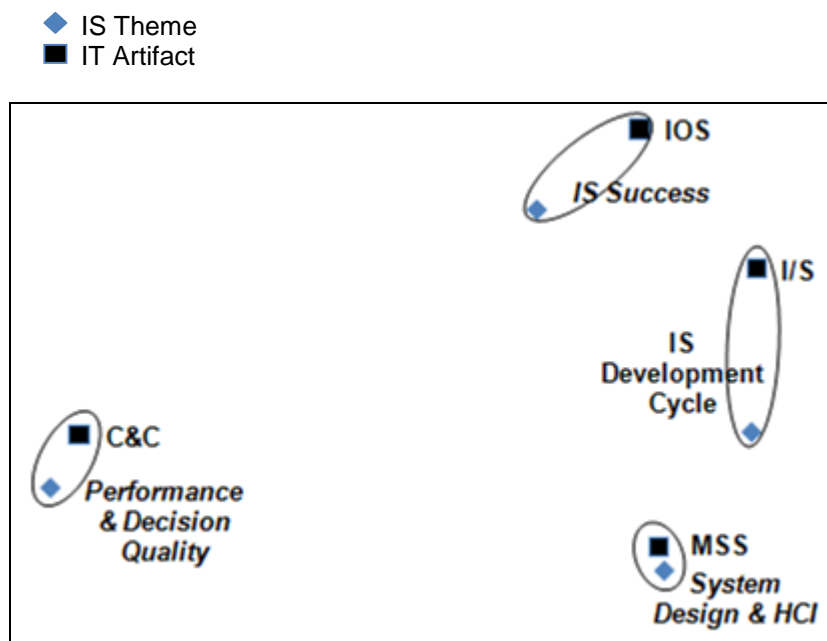 IS Theme
IT Artifact
IOS
IS Success
I/S
IS
Development
Cycle
C&C
Performance
& Decision
Quality
MSS
System
Design & HCI